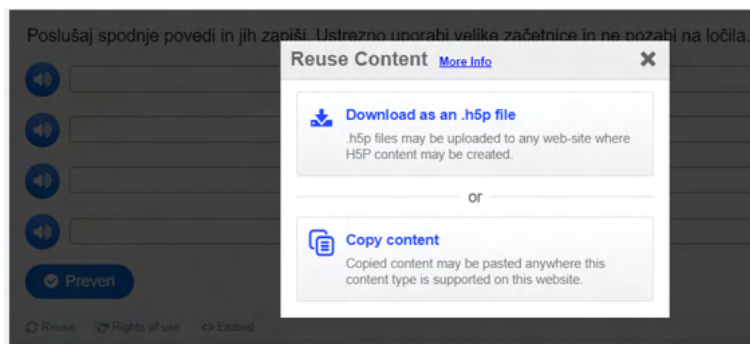 Poslušaj spodnje povedi in jih zapiši. Ustrezno uporabi velike začetnice in ne pozabi na ločila.
Reuse Content More Info
Download as an .h5p file
.h5p files may be uploaded to any web-site where
H5P content may be created.
or
Copy content
Copied content may be pasted anywhere this
content type is supported on this website.
Preveri
Reuse Rights of use Embed